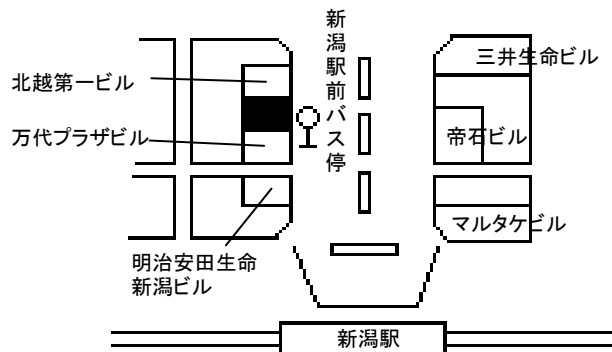 新潟駅前バス停
三井生命ビル
北越第一ビル
万代プラザビル
帝石ビル
マルタケビル
明治安田生命
新潟ビル
新潟駅